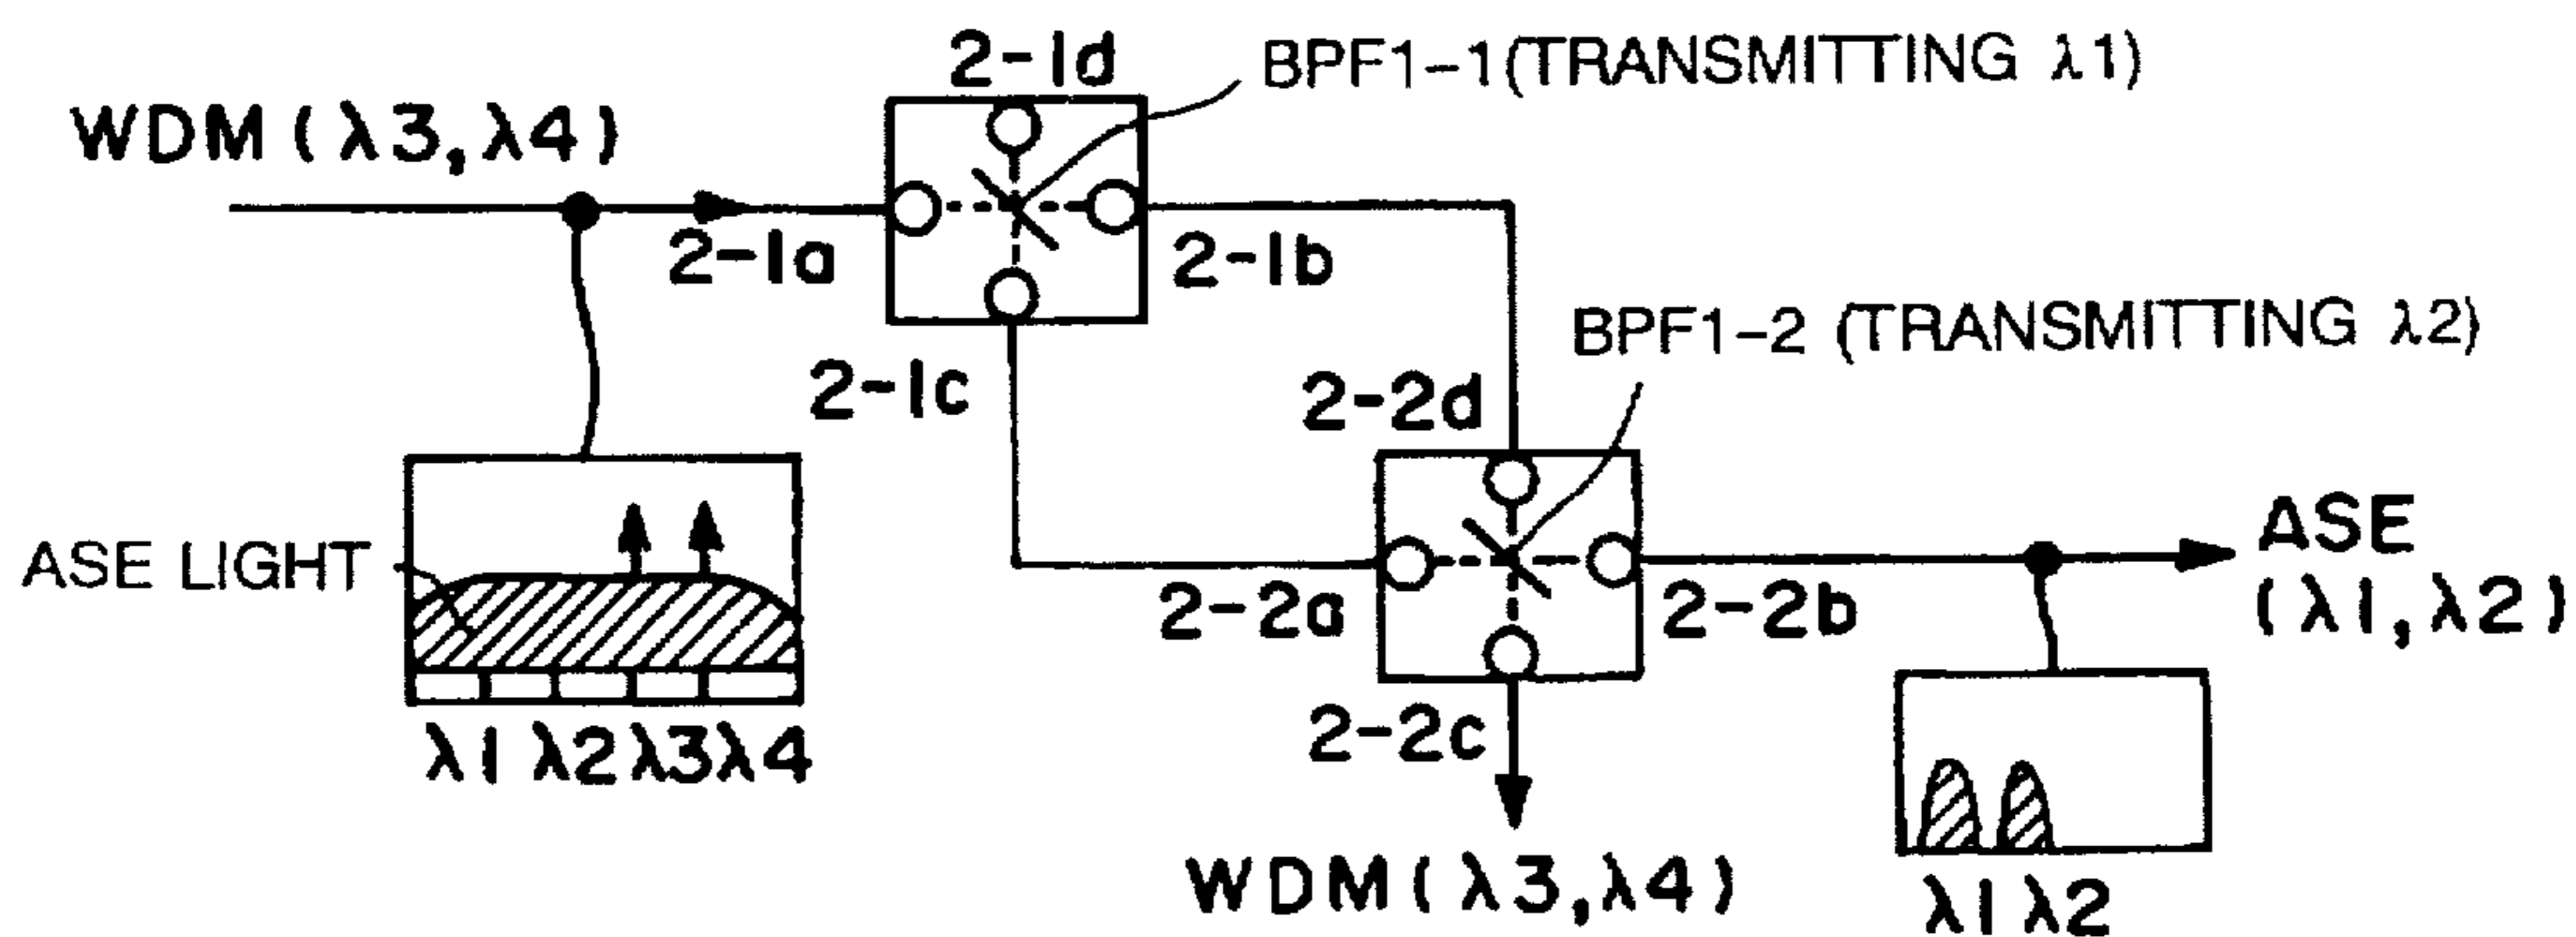 2-1d
BPF1-1(TRANSMITTING λ1)
WDM(λ3,λ4)
2-1a
2-1b
BPF1-2 (TRANSMITTING λ2)
2-1c
2-2d
ASE LIGHT
ASE
(λ1,λ2)
2-2a
2-2b
2-2c
λ1 λ2 λ3 λ4
WDM(λ3,λ4)
λ1 λ2